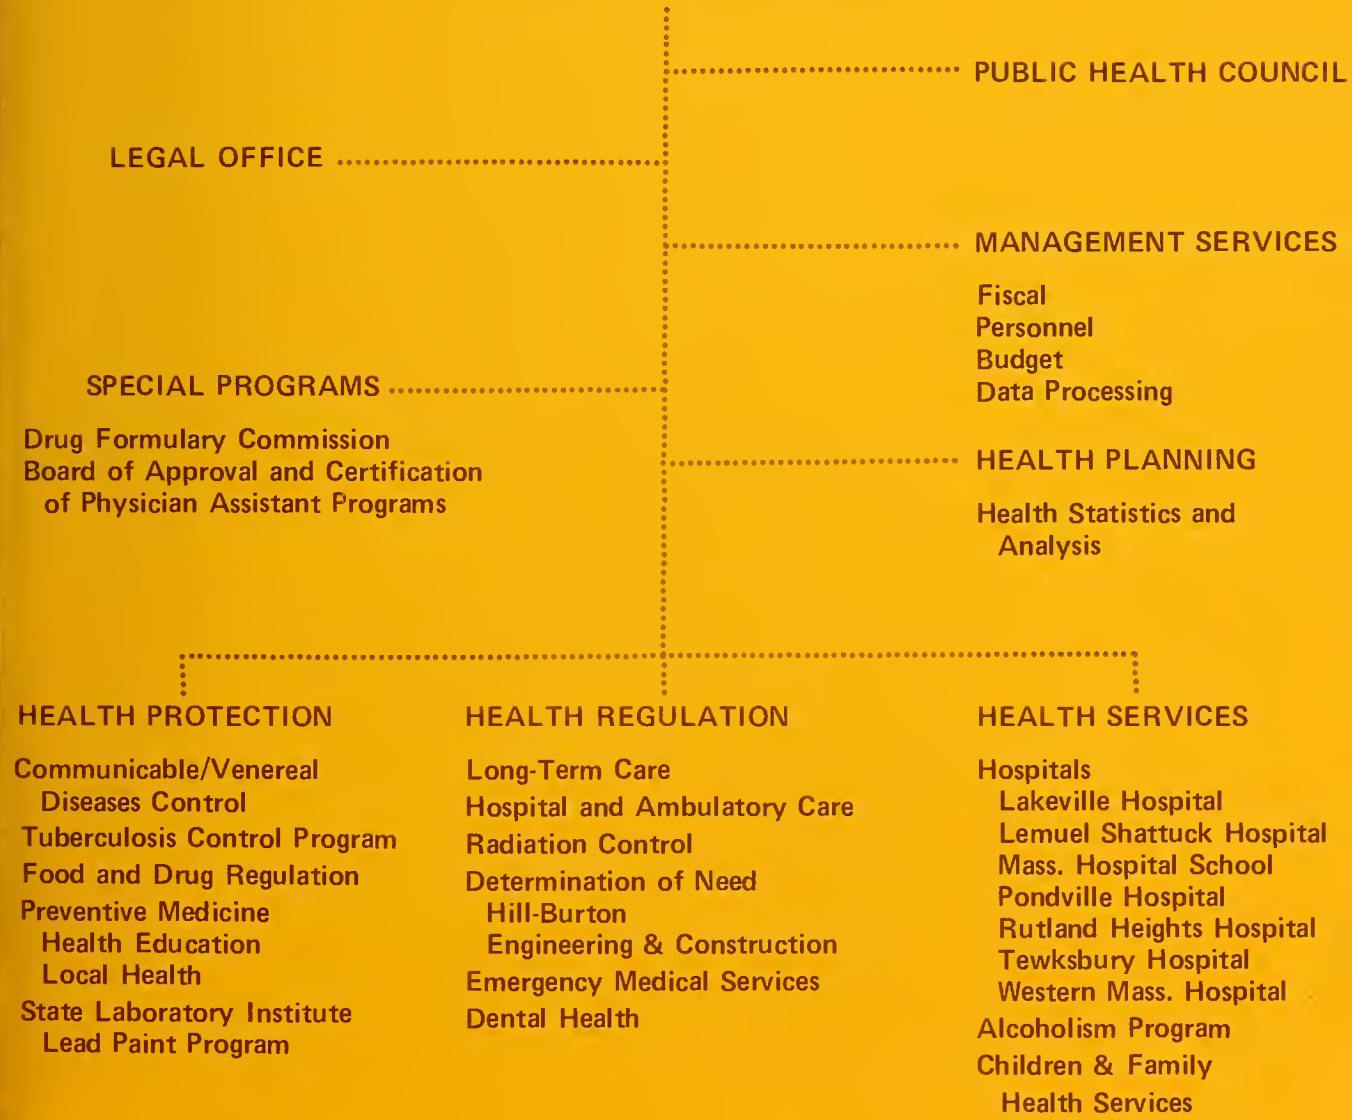 PUBLIC HEALTH COUNCIL
LEGAL OFFICE
MANAGEMENT SERVICES
Fiscal
Personnel
Budget
Data Processing
SPECIAL PROGRAMS
Drug Formulary Commission
Board of Approval and Certification
of Physician Assistant Programs
HEALTH PLANNING
Health Statistics and
Analysis
HEALTH PROTECTION
Communicable/Venereal
Diseases Control
Tuberculosis Control Program
Food and Drug Regulation
Preventive Medicine
Health Education
Local Health
State Laboratory Institute
Lead Paint Program
HEALTH REGULATION
Long-Term Care
Hospital and Ambulatory Care
Radiation Control
Determination of Need
Hill-Burton
Engineering & Construction
Emergency Medical Services
Dental Health
HEALTH SERVICES
Hospitals
Lakeville Hospital
Lemuel Shattuck Hospital
Mass. Hospital School
Pondville Hospital
Rutland Heights Hospital
Tewksbury Hospital
Western Mass. Hospital
Alcoholism Program
Children & Family
Health Services